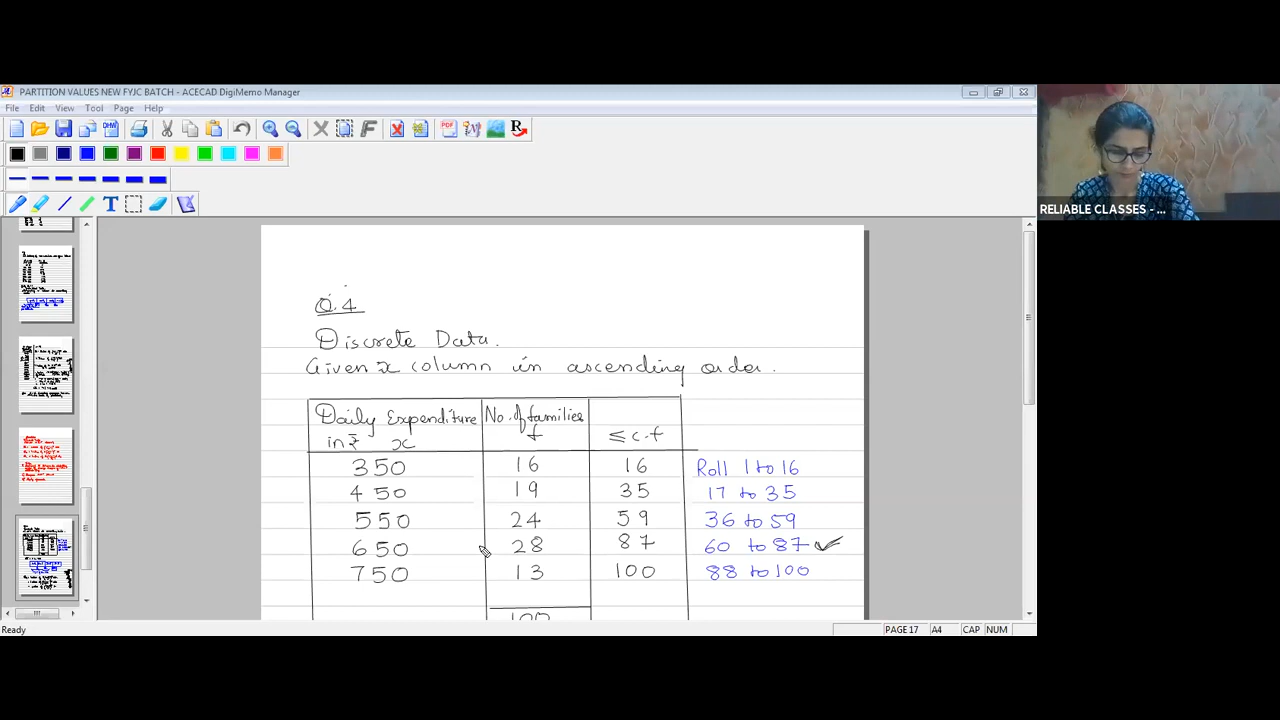 PARTITION VALUES NEW FYJC BATCH - ACECAD DigiMemo Manager
File Edit View Tool Page Help
RELIABLE CLASSES - ...
Q.4
Discrete Data.
Given x column in ascending order.
Daily Expenditure in ₹ x No. of families f ≤ c.f
350 16 16 Roll 1 to 16
450 19 35 17 to 35
550 24 59 36 to 59
650 28 87 60 to 87 ✓
750 13 100 88 to 100
100
Ready PAGE 17 A4 CAP NUM